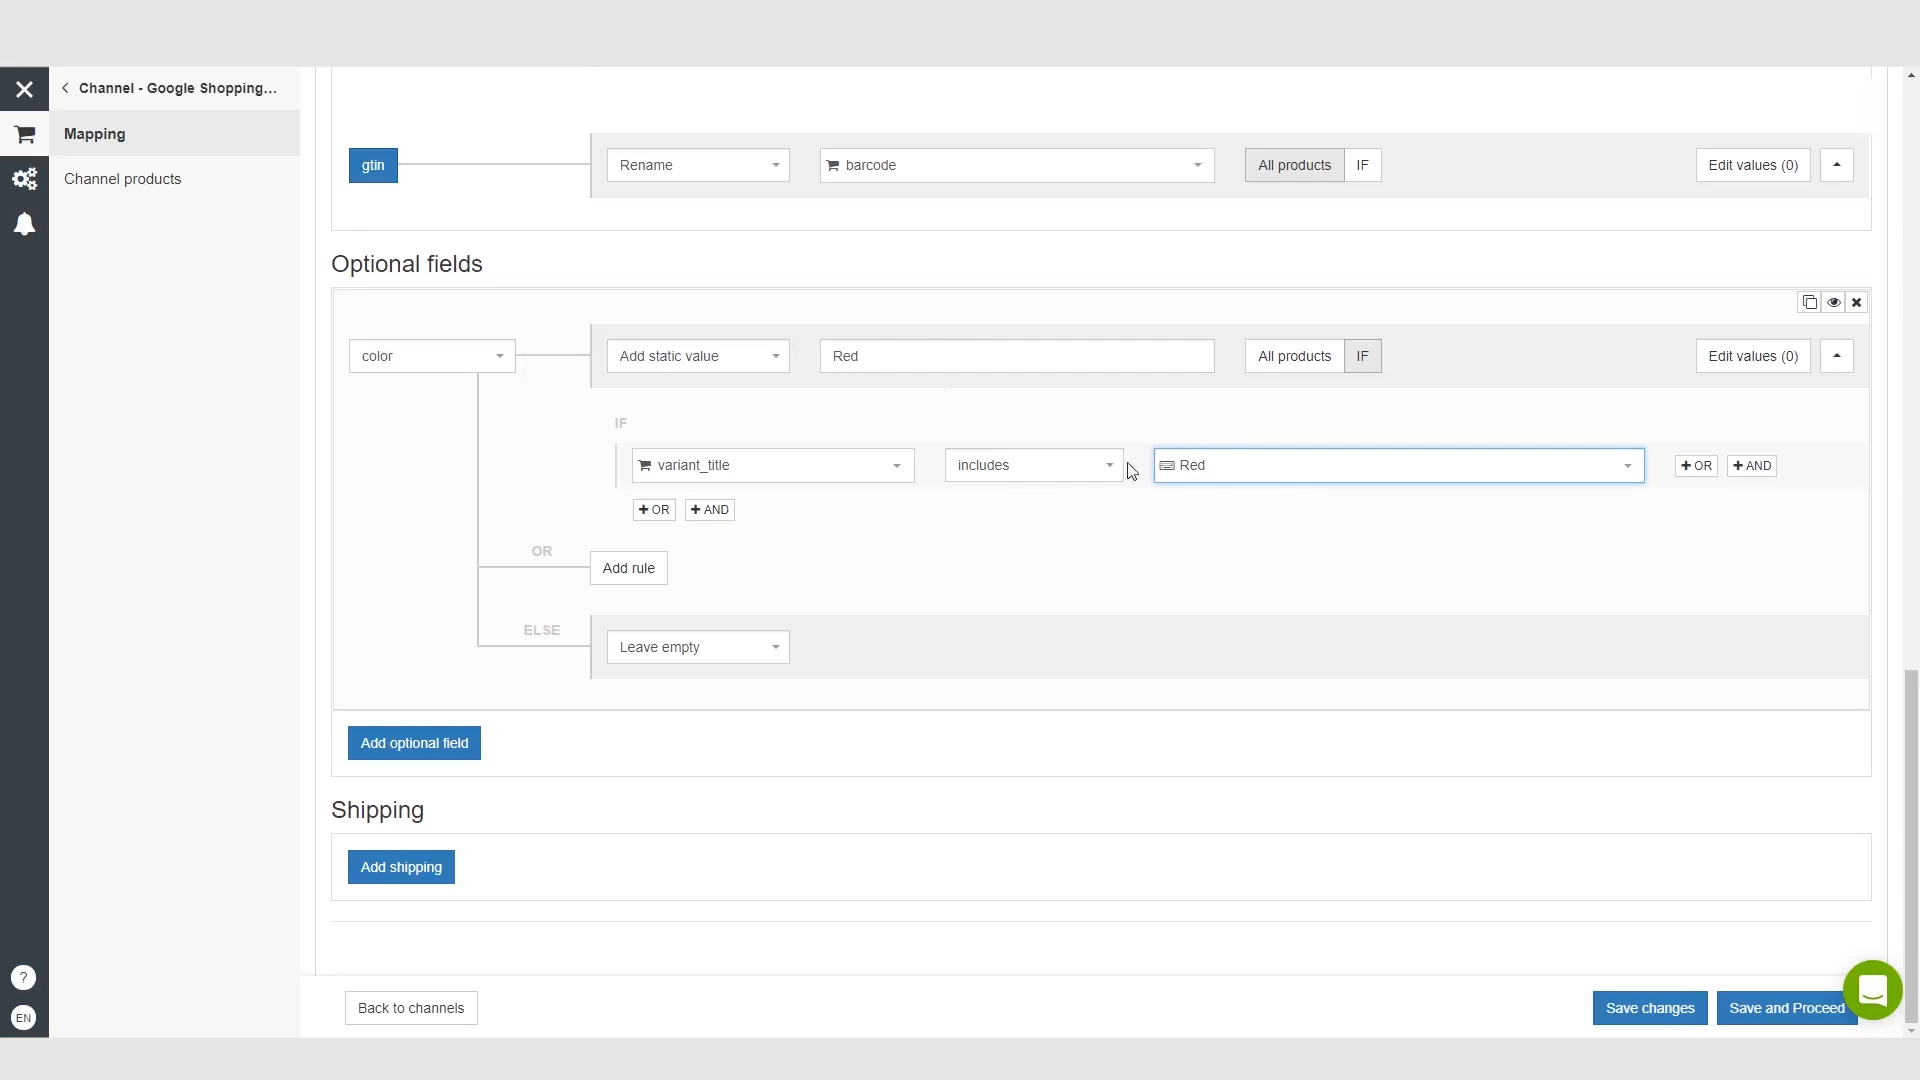 Channel - Google Shopping...
Mapping
Channel products
gtin
Rename
barcode
All products
IF
Edit values (0)
Optional fields
color
Add static value
Red
All products
IF
Edit values (0)
IF
variant_title
includes
Red
OR
AND
OR
AND
OR
Add rule
ELSE
Leave empty
Add optional field
Shipping
Add shipping
?
EN
Back to channels
Save changes
Save and Proceed